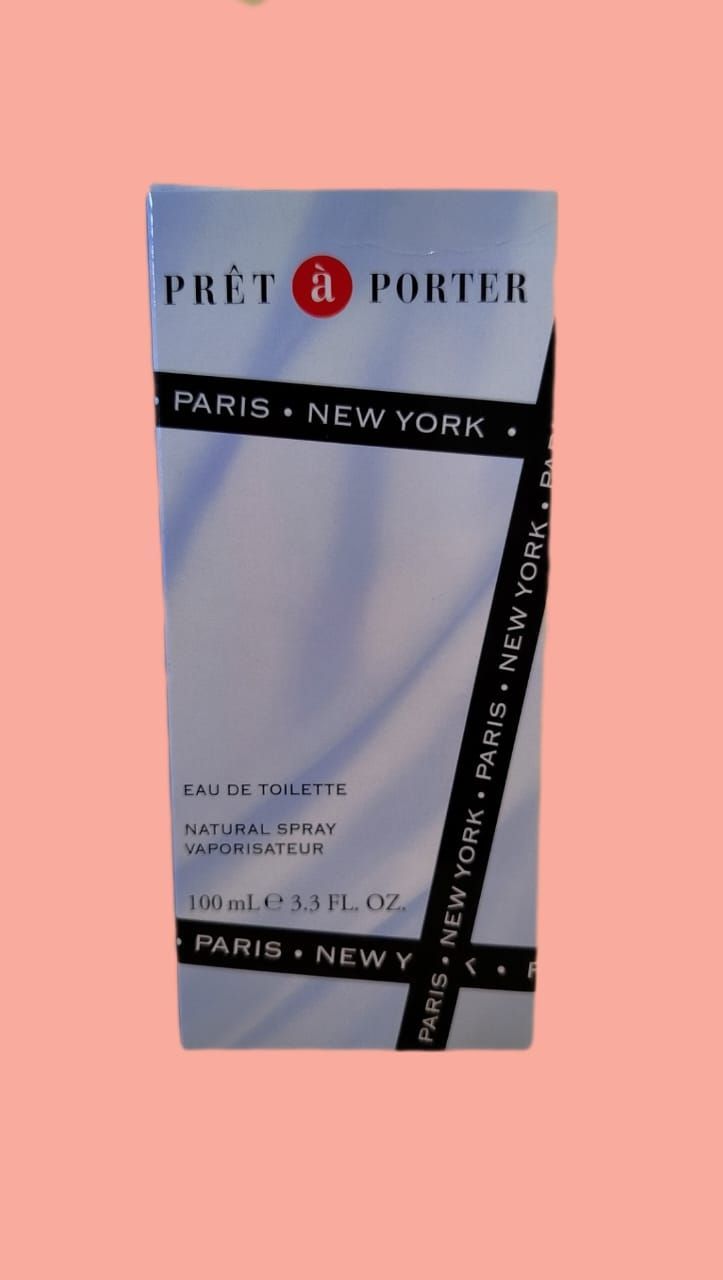 PRÊT à PORTER
• PARIS • NEW YORK •
PARIS • NEW YORK • PARIS • NEW YORK •
EAU DE TOILETTE
NATURAL SPRAY
VAPORISATEUR
100 mL ℮ 3.3 FL. OZ.
• PARIS • NEW Y